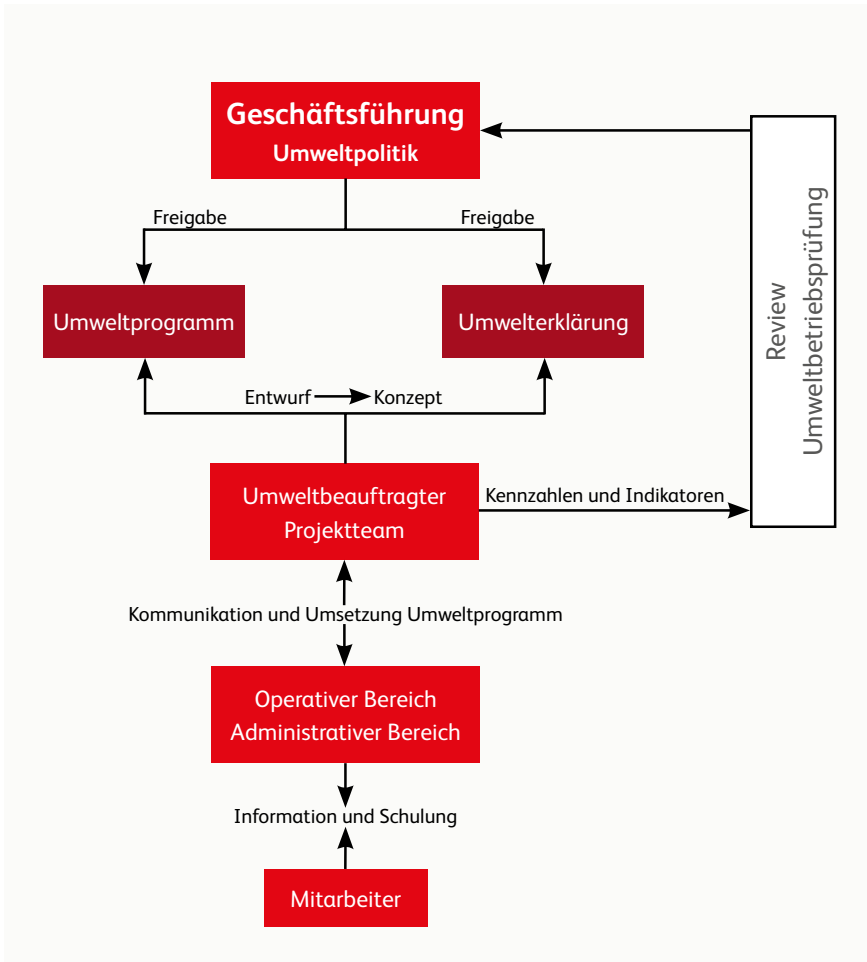 Geschäftsführung
Umweltpolitik
Freigabe
Freigabe
Umweltprogramm
Umwelterklärung
Review
Umweltbetriebsprüfung
Entwurf
Konzept
Umweltbeauftragter
Projektteam
Kennzahlen und Indikatoren
Kommunikation und Umsetzung Umweltprogramm
Operativer Bereich
Administrativer Bereich
Information und Schulung
Mitarbeiter